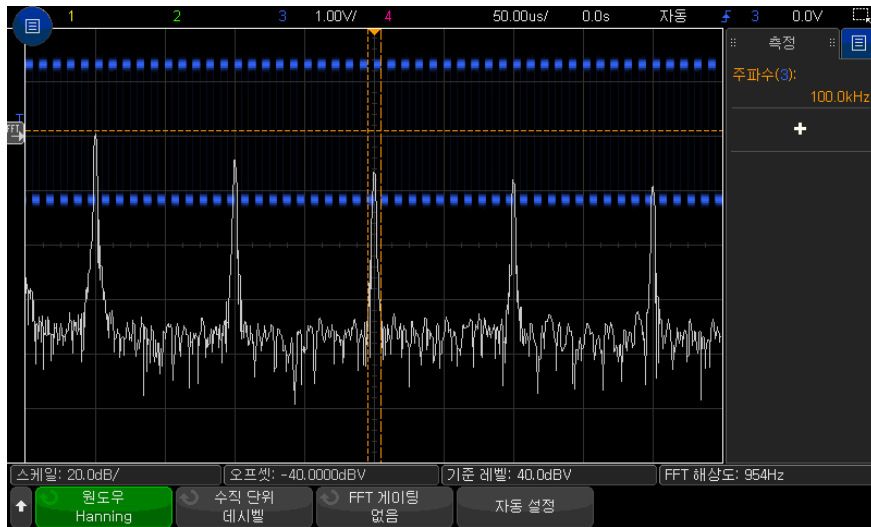 1 2 3 1.00V/ 4 50.00us/ 0.0s 자동 3 0.0V
측정
주파수(3):
100.0kHz
+
T
FFT
스케일: 20.0dB/ 오프셋: -40.0000dBV 기준 레벨: 40.0dBV FFT 해상도: 954Hz
윈도우 수직 단위 FFT 게이팅 자동 설정
Hanning 데시벨 없음